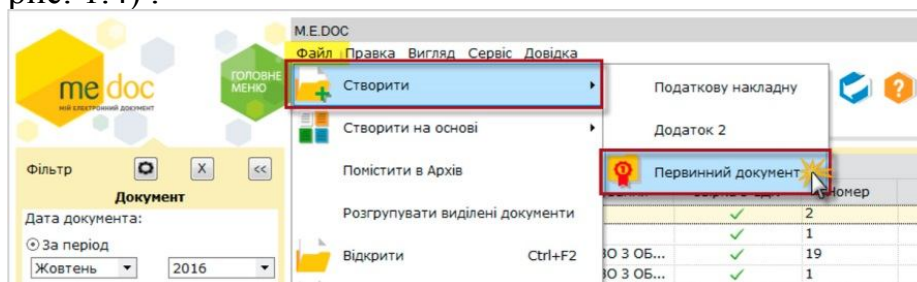 рис. 1.4) .
M.E.DOC
Файл Правка Вигляд Сервіс Довідка
me doc
мій електронний документ
ГОЛОВНЕ
МЕНЮ
Створити
Податкову накладну
Створити на основі
Додаток 2
Фільтр X <<
Помістити в Архів
Первинний документ
Номер
Документ
Дата документа:
Розгрупувати виділені документи
2
За період
1
Жовтень 2016
Відкрити Ctrl+F2
ВО З ОБ... 19
ВО З ОБ... 1